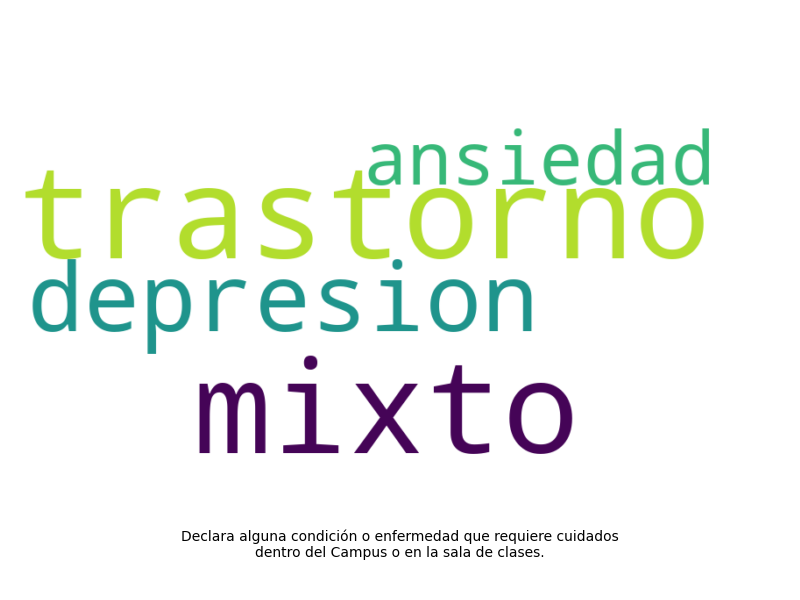 ansiedad
trastorno
depresion
mixto
Declara alguna condición o enfermedad que requiere cuidados
dentro del Campus o en la sala de clases.